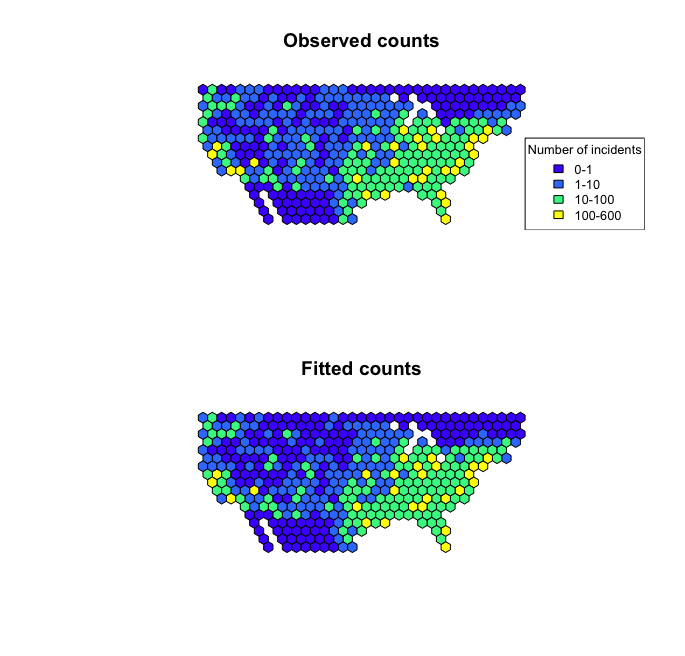 Observed counts
Number of incidents
0-1
1-10
10-100
100-600
Fitted counts